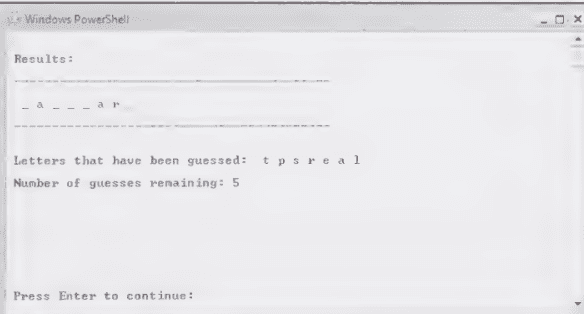 Windows PowerShell
Results:
-----------------------------------------
_ a _ _ _ a r _
-----------------------------------------
Letters that have been guessed: t p s r e a l
Number of guesses remaining: 5
Press Enter to continue: